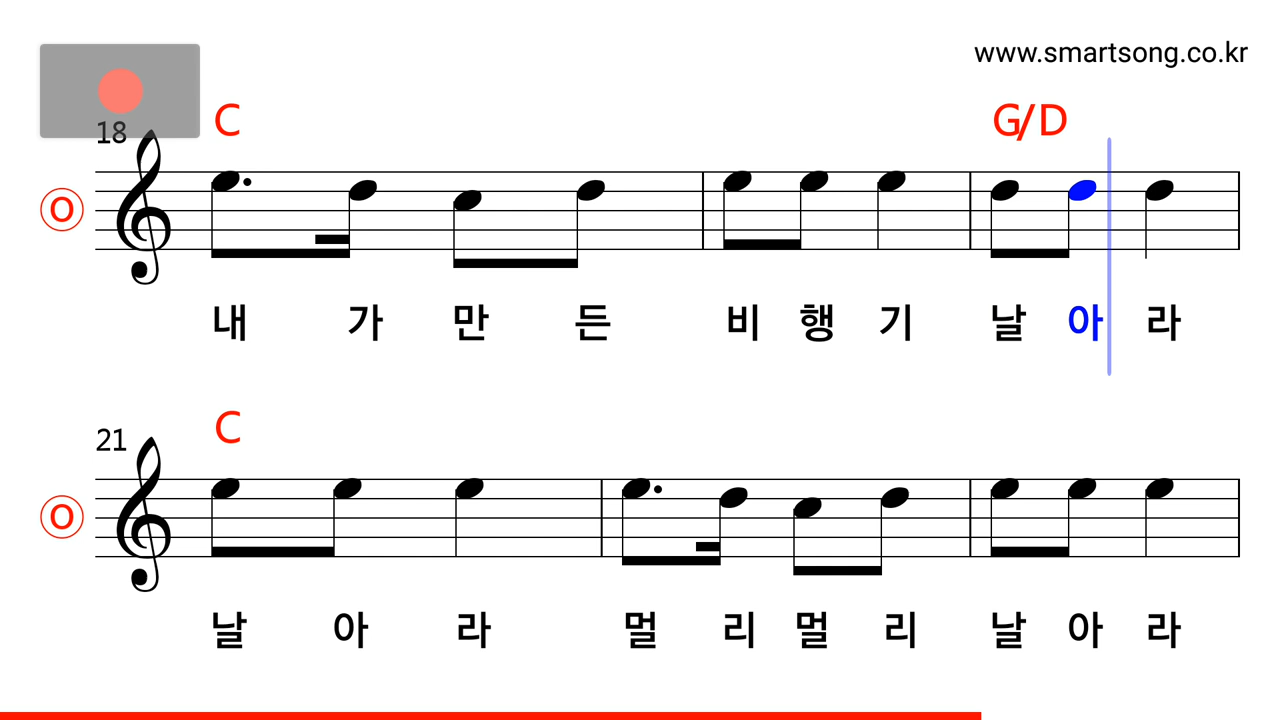 www.smartsong.co.kr
18 C G/D
O
내 가 만 든 비 행 기 날 아 라
21 C
O
날 아 라 멀 리 멀 리 날 아 라